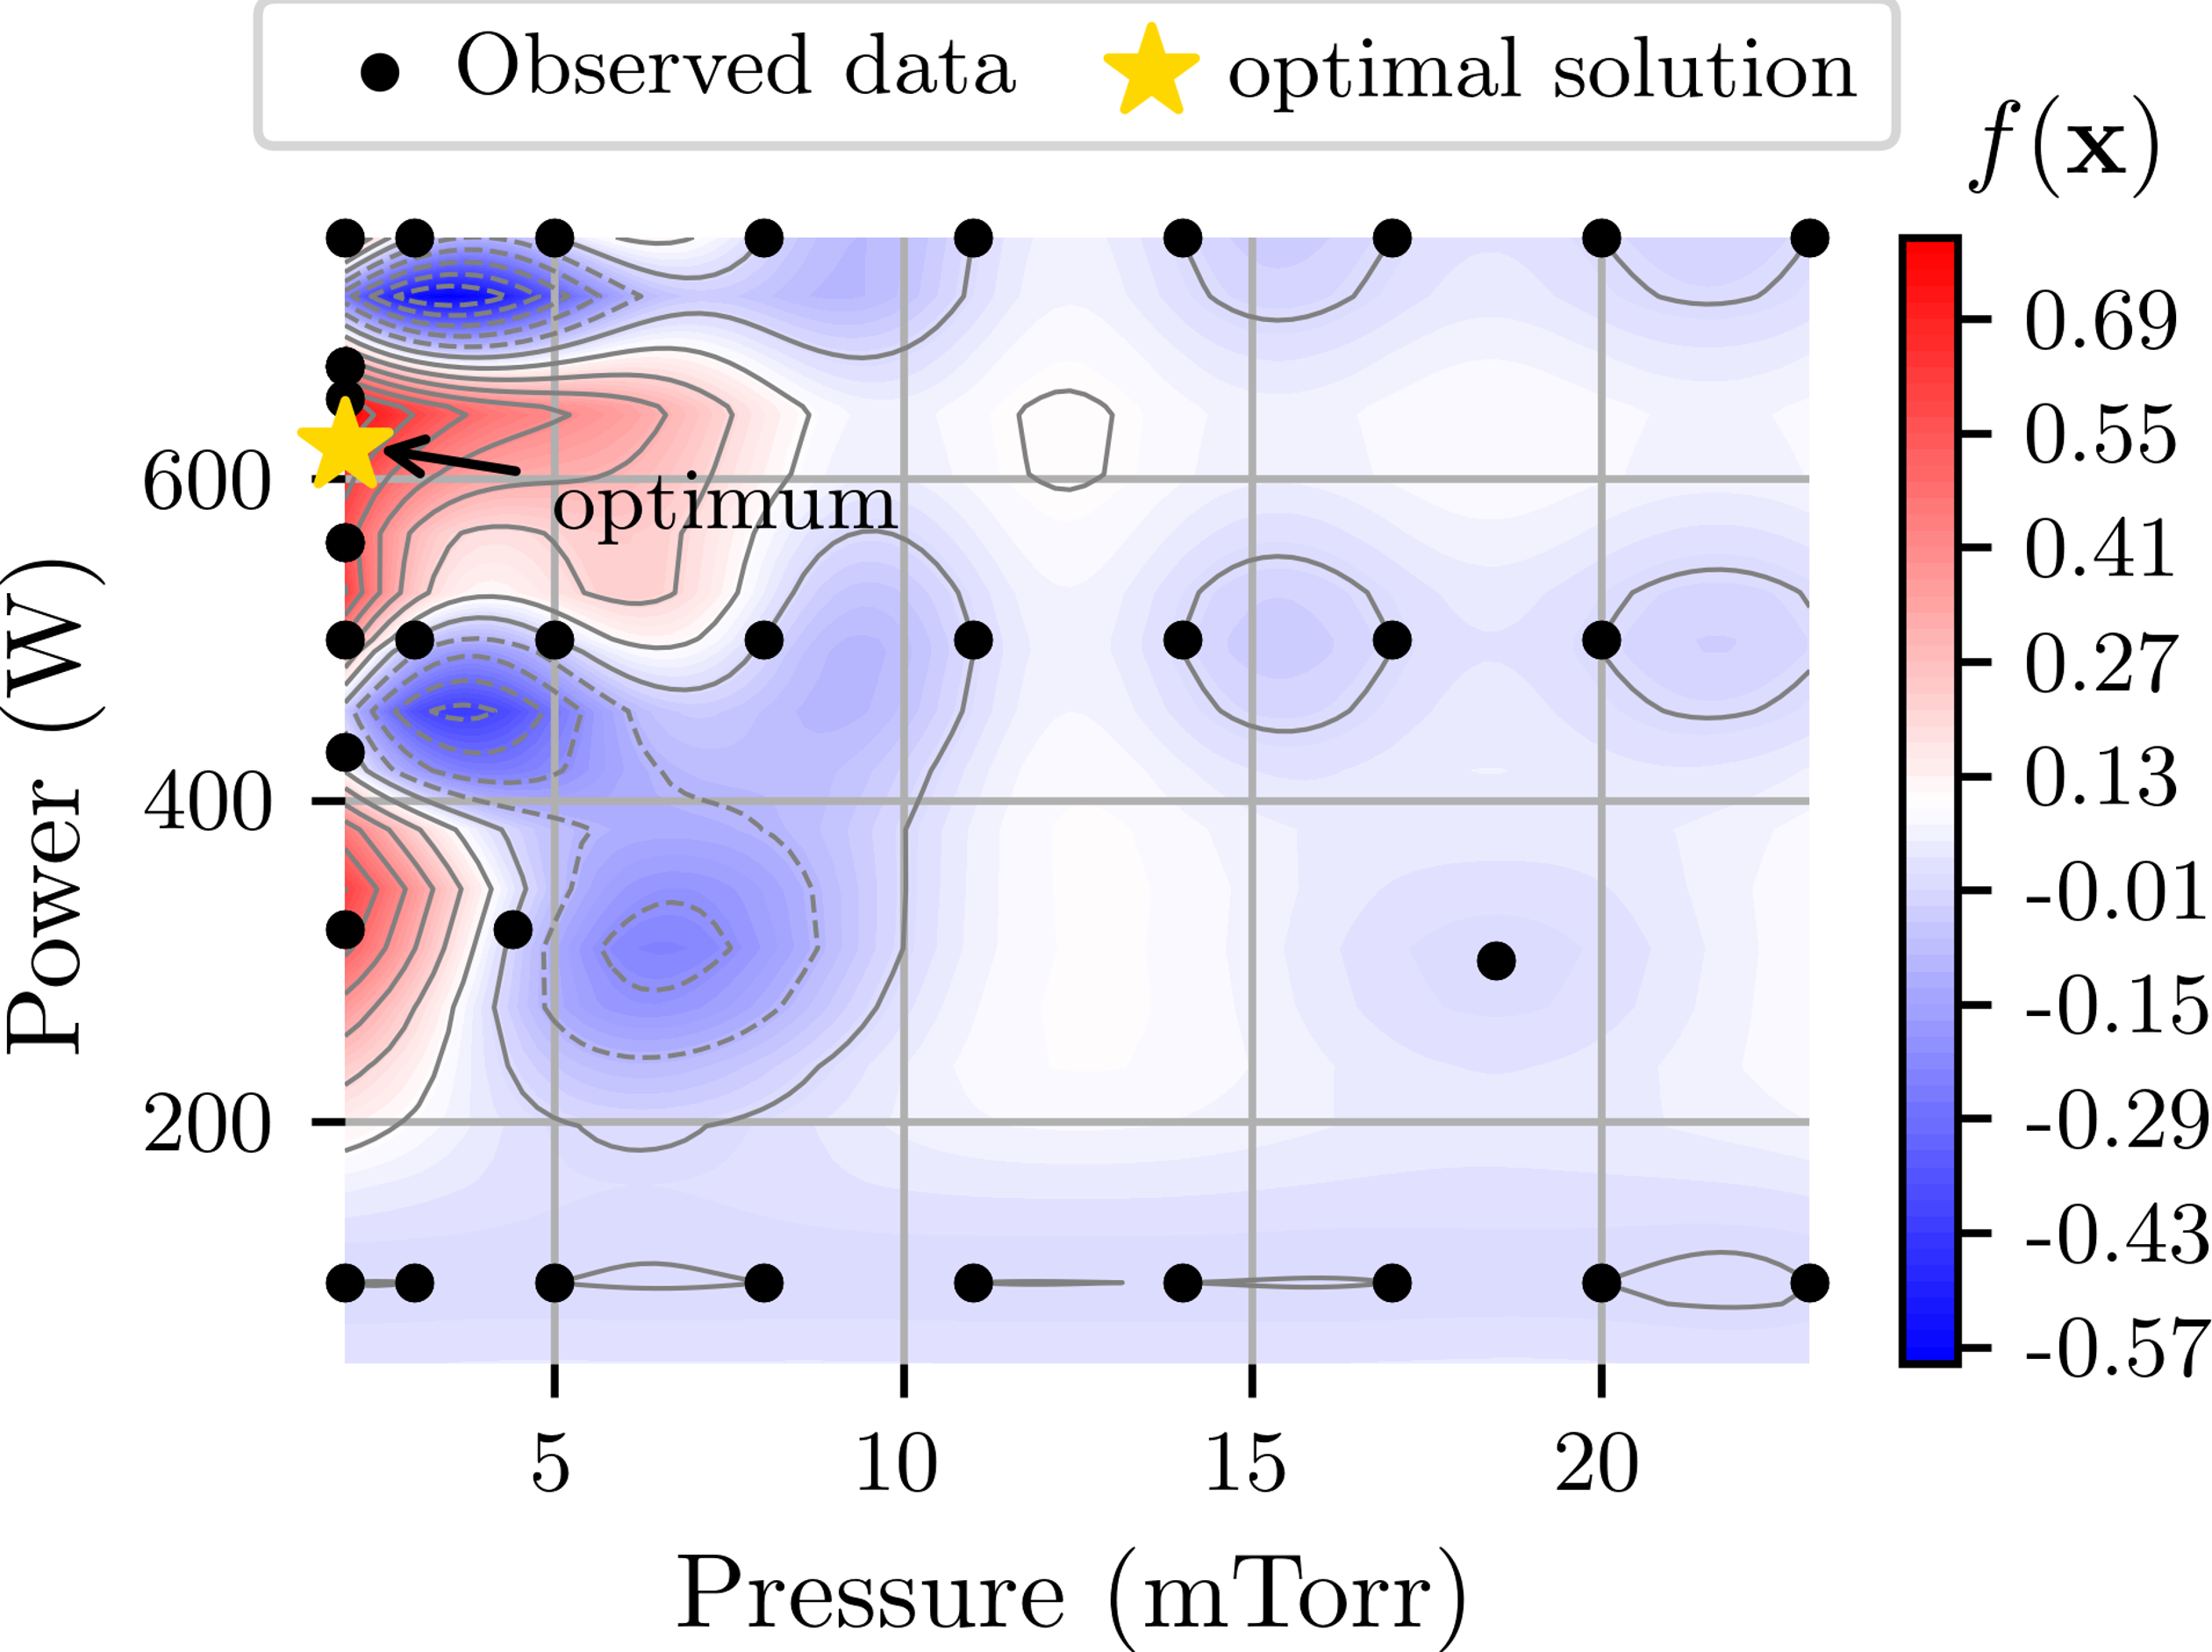 Observed data optimal solution
f(x)
0.69
0.55
0.41
0.27
0.13
-0.01
-0.15
-0.29
-0.43
-0.57
optimum
600
400
200
Power (W)
5 10 15 20
Pressure (mTorr)